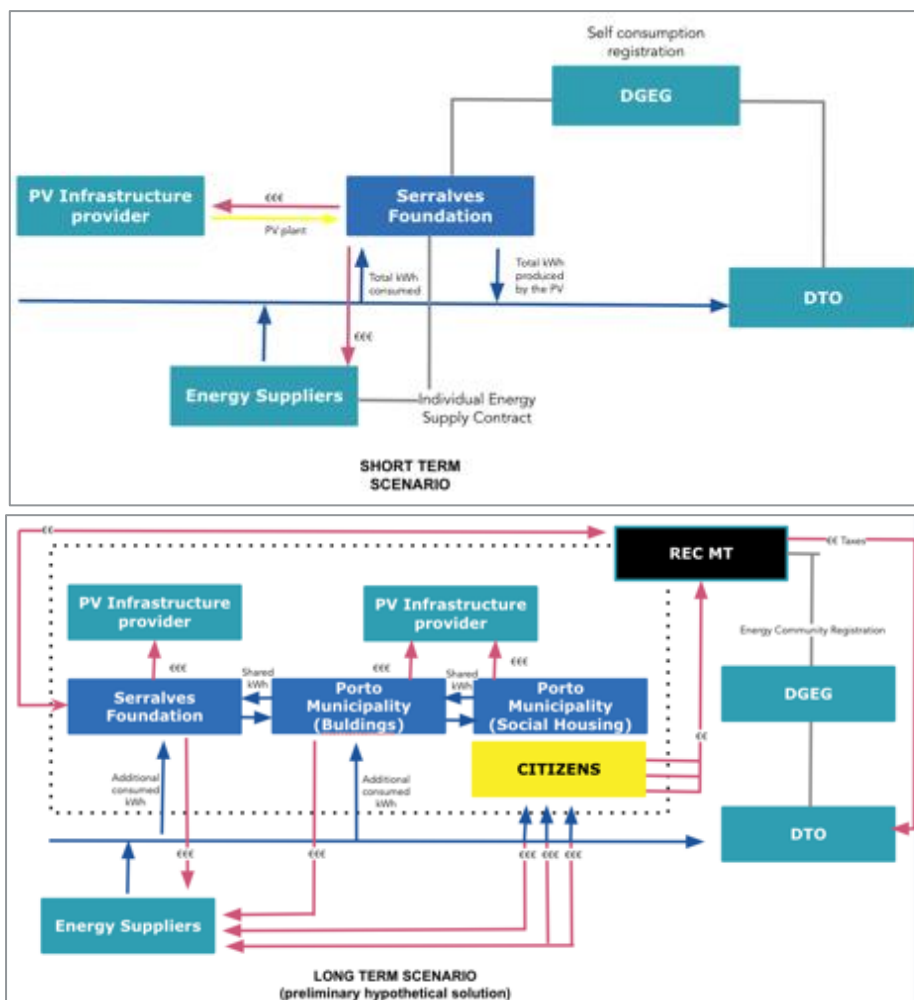 Self consumption
registration
DGEG
PV Infrastructure
provider
€€€
PV plant
Serralves
Foundation
Total kWh
consumed
Total kWh
produced
by the PV
DTO
€€€
Energy Suppliers
Individual Energy
Supply Contract
SHORT TERM
SCENARIO
€€
REC MT
€€ Taxes
PV Infrastructure
provider
PV Infrastructure
provider
Energy Community Registration
€€€
€€€
€€€
Shared
kWh
Shared
kWh
Serralves
Foundation
Porto
Municipality
(Buldings)
Porto
Municipality
(Social Housing)
DGEG
€€
CITIZENS
Additional
consumed
kWh
Additional
consumed
kWh
DTO
€€€
€€€
€€€
€€€
€€€
Energy Suppliers
LONG TERM SCENARIO
(preliminary hypothetical solution)